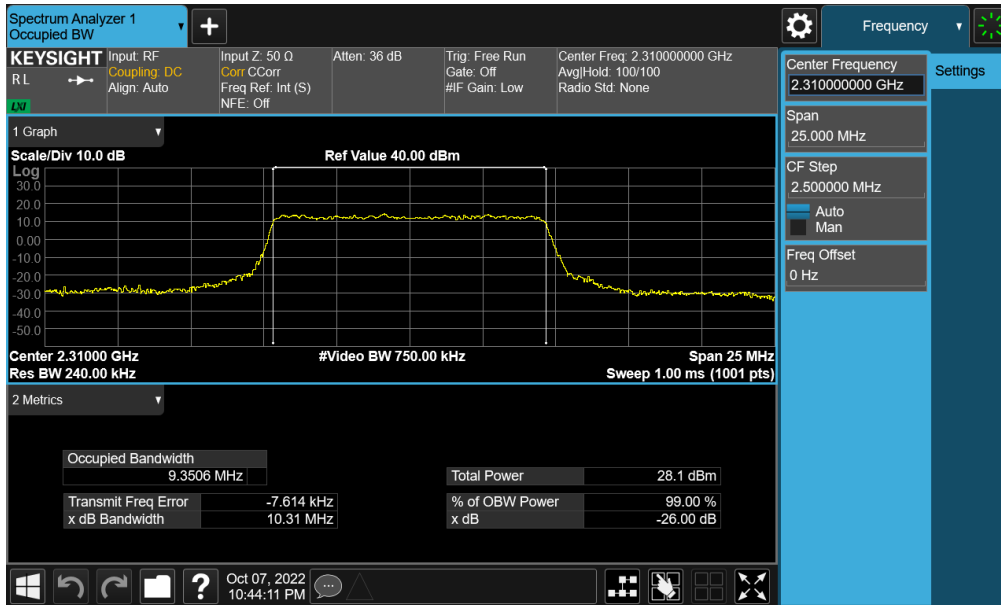 Spectrum Analyzer 1
Occupied BW
+
Frequency
KEYSIGHT
R L
LXI
Input: RF
Coupling: DC
Align: Auto
Input Z: 50 Ω
Corr CCorr
Freq Ref: Int (S)
NFE: Off
Atten: 36 dB
Trig: Free Run
Gate: Off
#IF Gain: Low
Center Freq: 2.310000000 GHz
Avg|Hold: 100/100
Radio Std: None
Center Frequency
2.310000000 GHz
Settings
Span
25.000 MHz
CF Step
2.500000 MHz
Auto
Man
Freq Offset
0 Hz
1 Graph
Scale/Div 10.0 dB
Ref Value 40.00 dBm
Log
30.0
20.0
10.0
0.00
-10.0
-20.0
-30.0
-40.0
-50.0
Center 2.31000 GHz
#Video BW 750.00 kHz
Span 25 MHz
Res BW 240.00 kHz
Sweep 1.00 ms (1001 pts)
2 Metrics
Occupied Bandwidth
9.3506 MHz
Total Power 28.1 dBm
Transmit Freq Error -7.614 kHz
% of OBW Power 99.00 %
x dB Bandwidth 10.31 MHz
x dB -26.00 dB
?
Oct 07, 2022
10:44:11 PM